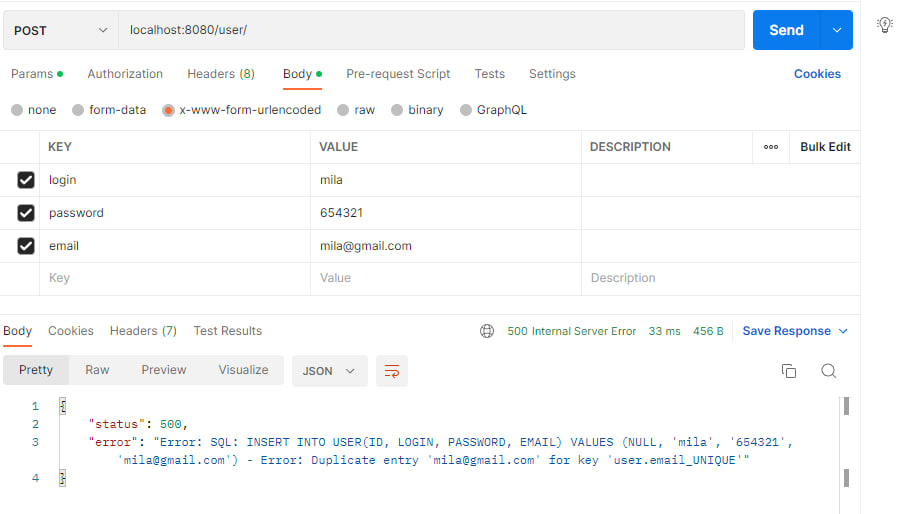 POST localhost:8080/user/ Send
Params Authorization Headers (8) Body Pre-request Script Tests Settings Cookies
none form-data x-www-form-urlencoded raw binary GraphQL
KEY VALUE DESCRIPTION ooo Bulk Edit
login mila
password 654321
email mila@gmail.com
Key Value Description
Body Cookies Headers (7) Test Results 500 Internal Server Error 33 ms 456 B Save Response
Pretty Raw Preview Visualize JSON
1 {
2 "status": 500,
3 "error": "Error: SQL: INSERT INTO USER(ID, LOGIN, PASSWORD, EMAIL) VALUES (NULL, 'mila', '654321',
'mila@gmail.com') - Error: Duplicate entry 'mila@gmail.com' for key 'user.email_UNIQUE'"
4 }